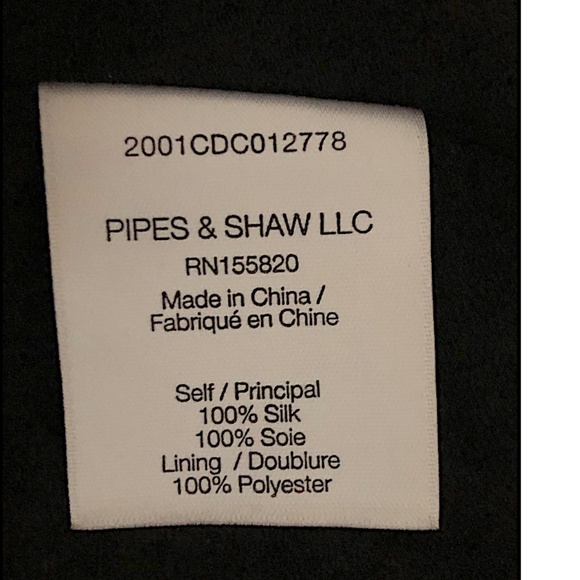 2001CDC012778
PIPES & SHAW LLC
RN155820
Made in China /
Fabriqué en Chine
Self / Principal
100% Silk
100% Soie
Lining / Doublure
100% Polyester